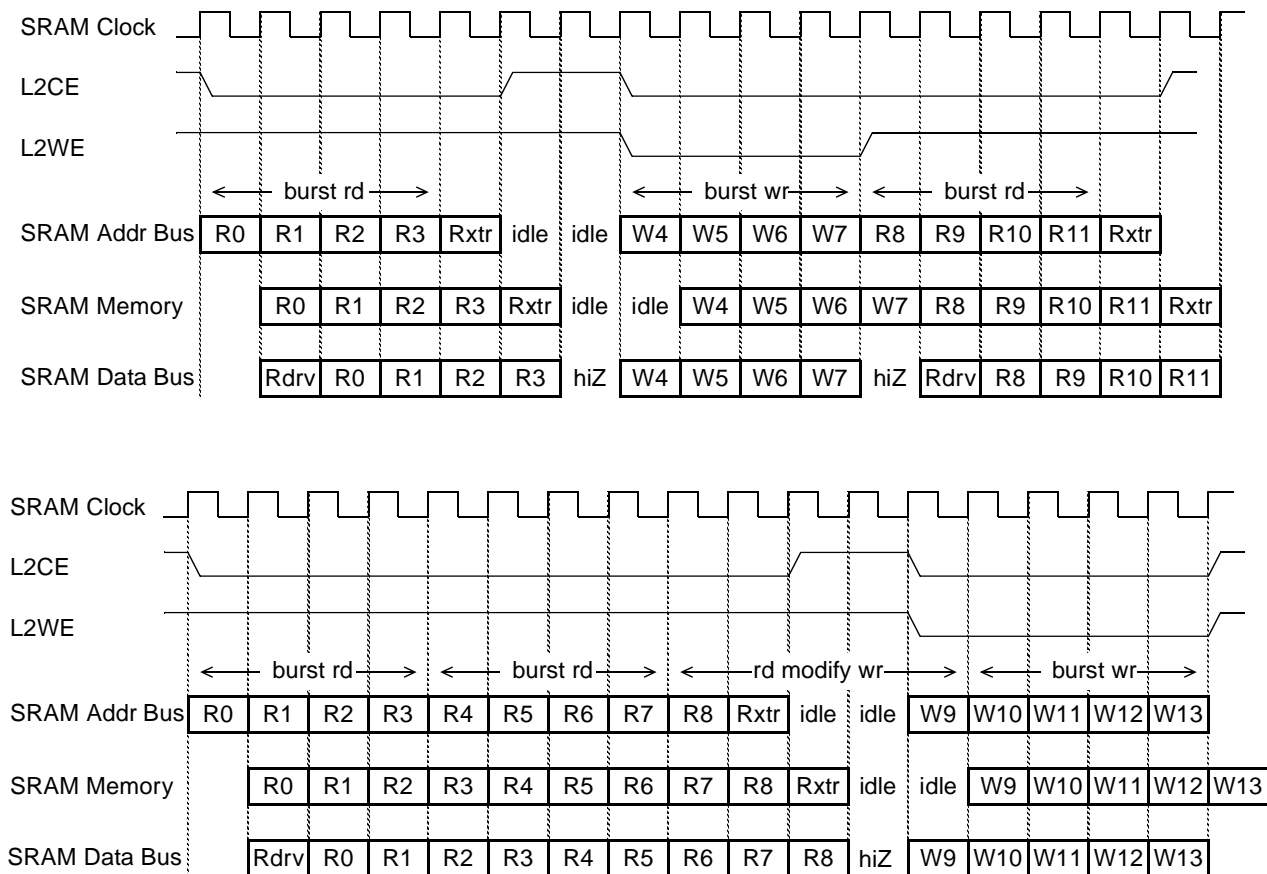 SRAM Clock
L2CE
L2WE
burst rd burst wr burst rd
SRAM Addr Bus R0 R1 R2 R3 Rxtr idle idle W4 W5 W6 W7 R8 R9 R10 R11 Rxtr
SRAM Memory R0 R1 R2 R3 Rxtr idle idle W4 W5 W6 W7 R8 R9 R10 R11 Rxtr
SRAM Data Bus Rdrv R0 R1 R2 R3 hiZ W4 W5 W6 W7 hiZ Rdrv R8 R9 R10 R11
SRAM Clock
L2CE
L2WE
burst rd burst rd rd modify wr burst wr
SRAM Addr Bus R0 R1 R2 R3 R4 R5 R6 R7 R8 Rxtr idle idle W9 W10 W11 W12 W13
SRAM Memory R0 R1 R2 R3 R4 R5 R6 R7 R8 Rxtr idle idle W9 W10 W11 W12 W13
SRAM Data Bus Rdrv R0 R1 R2 R3 R4 R5 R6 R7 R8 hiZ W9 W10 W11 W12 W13